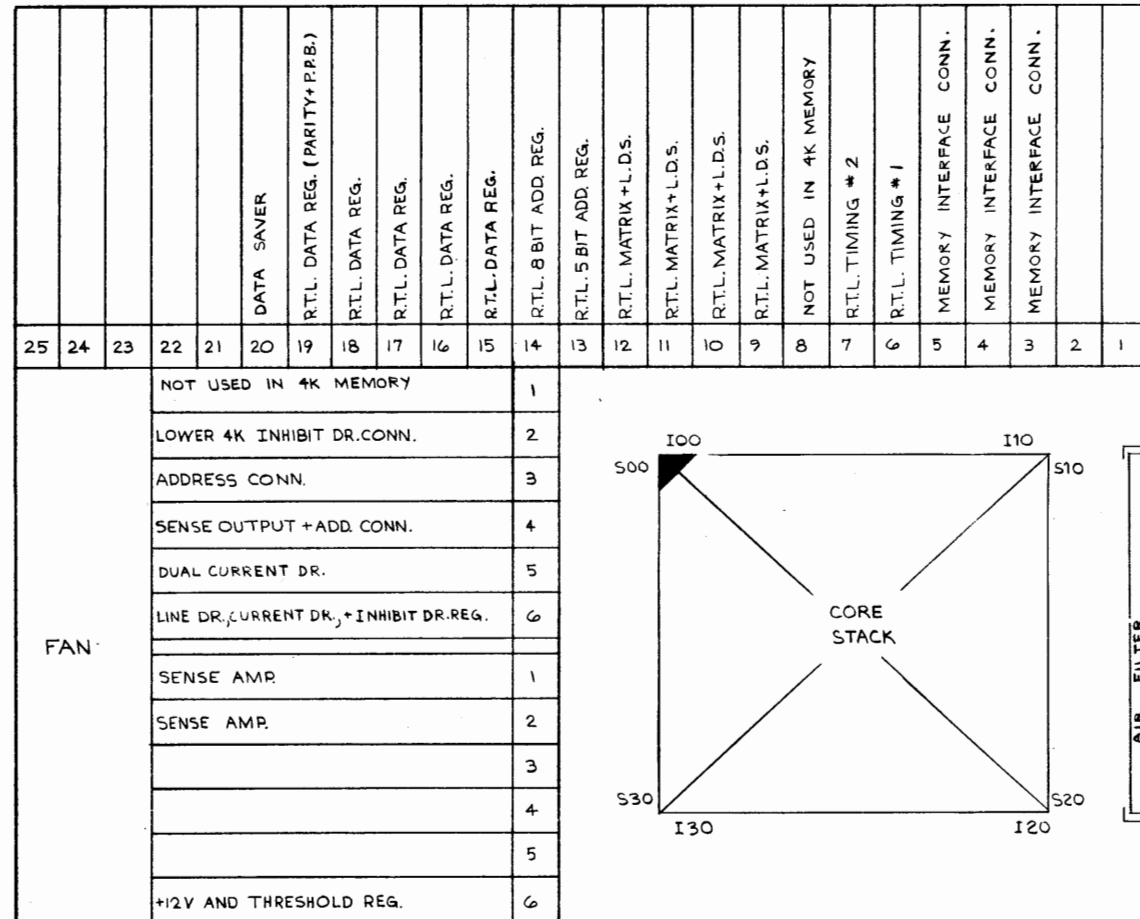 DATA SAVER
R.T.L. DATA REG. (PARITY+ P.P.B.)
R.T.L. DATA REG.
R.T.L. DATA REG.
R.T.L. DATA REG.
R.T.L. DATA REG.
R.T.L. 8 BIT ADD. REG.
R.T.L. 5 BIT ADD. REG.
R.T.L. MATRIX + L.D.S.
R.T.L. MATRIX + L.D.S.
R.T.L. MATRIX + L.D.S.
R.T.L. MATRIX + L.D.S.
NOT USED IN 4K MEMORY
R.T.L. TIMING # 2
R.T.L. TIMING # 1
MEMORY INTERFACE CONN.
MEMORY INTERFACE CONN.
MEMORY INTERFACE CONN.
25 24 23 22 21 20 19 18 17 16 15 14 13 12 11 10 9 8 7 6 5 4 3 2 1
NOT USED IN 4K MEMORY 1
LOWER 4K INHIBIT DR.CONN. 2
ADDRESS CONN. 3
SENSE OUTPUT + ADD. CONN. 4
DUAL CURRENT DR. 5
LINE DR., CURRENT DR., + INHIBIT DR.REG. 6
FAN
SENSE AMP. 1
SENSE AMP. 2
3
4
5
+12V AND THRESHOLD REG. 6
I00 I10
S00 S10
CORE
STACK
S30 S20
I30 I20
AIR FILTER